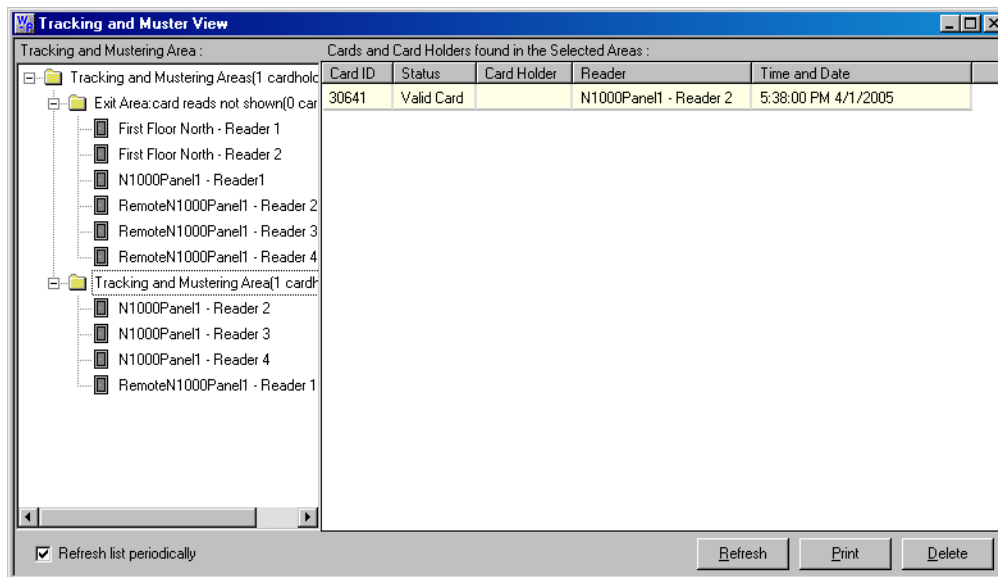 Tracking and Muster View
Tracking and Mustering Area :
Cards and Card Holders found in the Selected Areas :
Card ID Status Card Holder Reader Time and Date
30641 Valid Card N1000Panel1 - Reader 2 5:38:00 PM 4/1/2005
Tracking and Mustering Areas(1 cardholc
Exit Area:card reads not shown(0 car
First Floor North - Reader 1
First Floor North - Reader 2
N1000Panel1 - Reader1
RemoteN1000Panel1 - Reader 2
RemoteN1000Panel1 - Reader 3
RemoteN1000Panel1 - Reader 4
Tracking and Mustering Area(1 cardh
N1000Panel1 - Reader 2
N1000Panel1 - Reader 3
N1000Panel1 - Reader 4
RemoteN1000Panel1 - Reader 1
Refresh list periodically
Refresh Print Delete